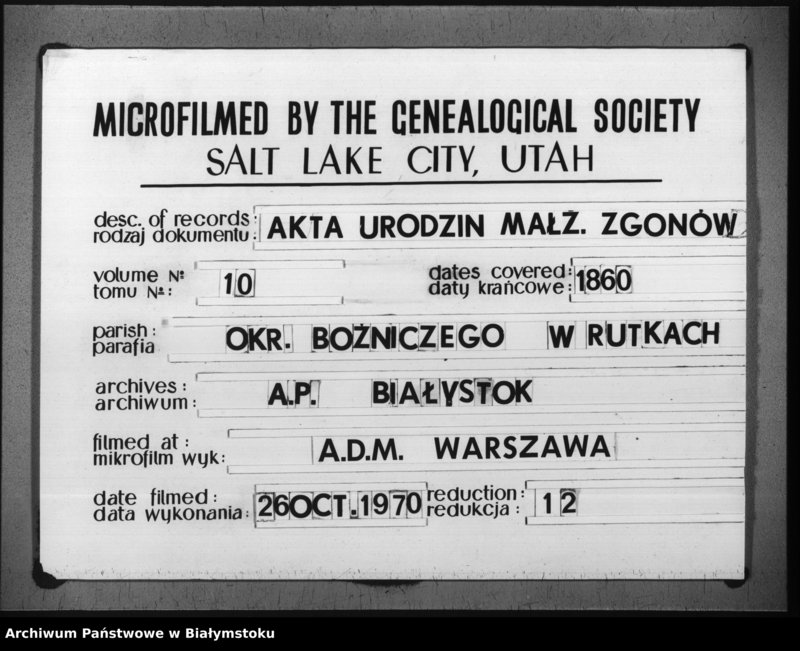 MICROFILMED BY THE GENEALOGICAL SOCIETY
SALT LAKE CITY, UTAH
desc. of records:
rodzaj dokumentu: AKTA URODZIN MAŁŻ. ZGONÓW
volume №
tomu №: 10
dates covered:
daty krańcowe: 1860
parish:
parafia OKR. BOŻNICZEGO W RUTKACH
archives:
archiwum: A.P. BIAŁYSTOK
filmed at:
mikrofilm wyk: A.D.M. WARSZAWA
date filmed:
data wykonania: 26 OCT. 1970
reduction:
redukcja: 12
Archiwum Państwowe w Białymstoku